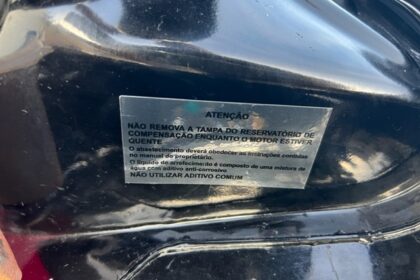 ATENÇÃO
NÃO REMOVA A TAMPA DO RESERVATÓRIO DE
COMPENSAÇÃO ENQUANTO O MOTOR ESTIVER
QUENTE
O abastecimento deverá obedecer as instruções contidas
no manual do proprietário.
O líquido de arrefecimento é composto de uma mistura de
água com aditivo anti-corrosivo.
NÃO UTILIZAR ADITIVO COMUM